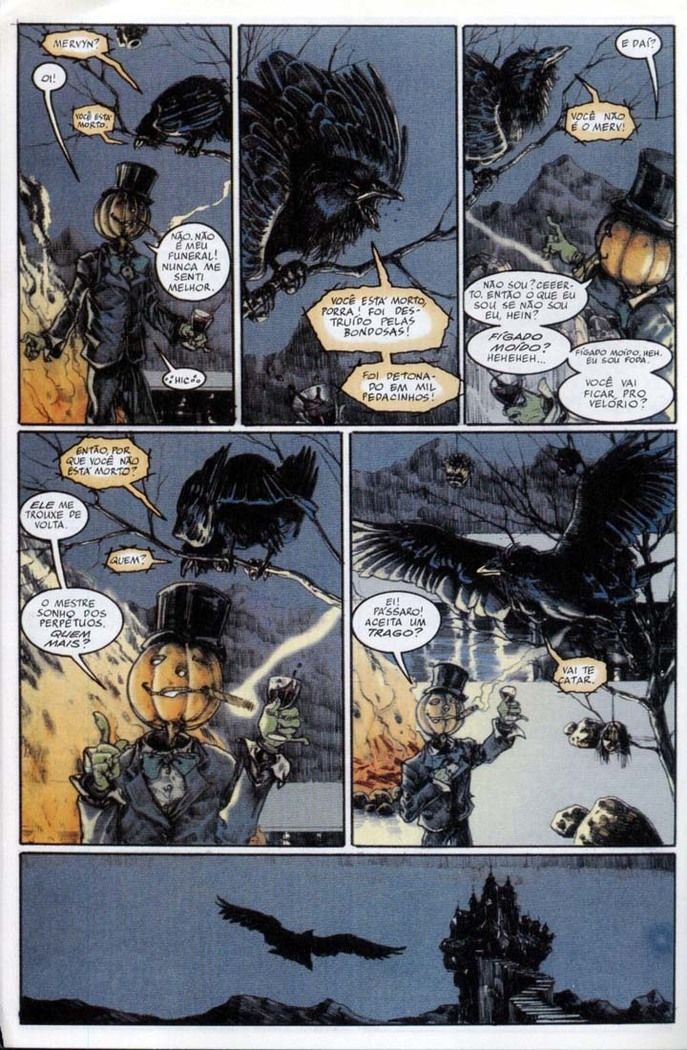 MERVYN?
OI!
VOCÊ ESTÁ
MORTO.
NÃO, NÃO
É MEU
FUNERAL!
NUNCA ME
SENTI
MELHOR.
HIC
VOCÊ ESTÁ MORTO,
PORRA! FOI DES-
TRUÍDO PELAS
BONDOSAS!
FOI DETONA-
DO EM MIL
PEDACINHOS!
E DAÍ?
VOCÊ NÃO
É O MERV!
NÃO SOU? CEEER-
TO. ENTÃO O QUE EU
SOU SE NÃO SOU
EU, HEIN?
FÍGADO
MOÍDO?
HEHEHEH...
FÍGADO MOÍDO, HEH.
EU SOU FODA.
VOCÊ VAI
FICAR PRO
VELÓRIO?
ENTÃO, POR
QUE VOCÊ NÃO
ESTÁ MORTO?
ELE ME
TROUXE DE
VOLTA.
QUEM?
O MESTRE
SONHO DOS
PERPÉTUOS.
QUEM
MAIS?
EI!
PÁSSARO!
ACEITA UM
TRAGO?
VAI TE
CATAR.